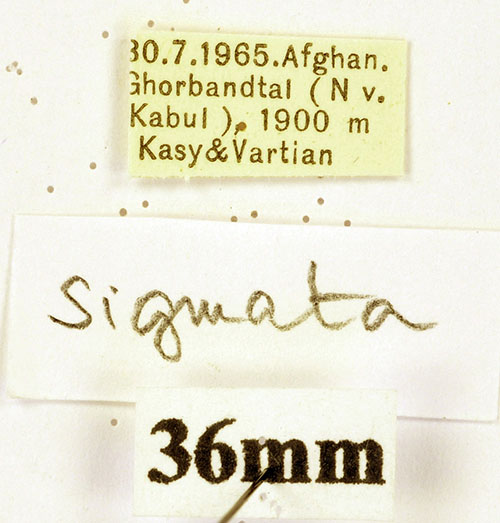 30.7.1965.Afghan.
Ghorbandtal (N v.
Kabul), 1900 m
Kasy&Vartian
sigmata
36mm